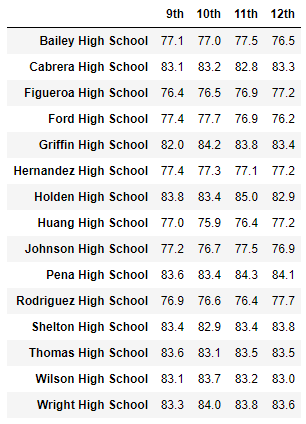 9th 10th 11th 12th
Bailey High School 77.1 77.0 77.5 76.5
Cabrera High School 83.1 83.2 82.8 83.3
Figueroa High School 76.4 76.5 76.9 77.2
Ford High School 77.4 77.7 76.9 76.2
Griffin High School 82.0 84.2 83.8 83.4
Hernandez High School 77.4 77.3 77.1 77.2
Holden High School 83.8 83.4 85.0 82.9
Huang High School 77.0 75.9 76.4 77.2
Johnson High School 77.2 76.7 77.5 76.9
Pena High School 83.6 83.4 84.3 84.1
Rodriguez High School 76.9 76.6 76.4 77.7
Shelton High School 83.4 82.9 83.4 83.8
Thomas High School 83.6 83.1 83.5 83.5
Wilson High School 83.1 83.7 83.2 83.0
Wright High School 83.3 84.0 83.8 83.6